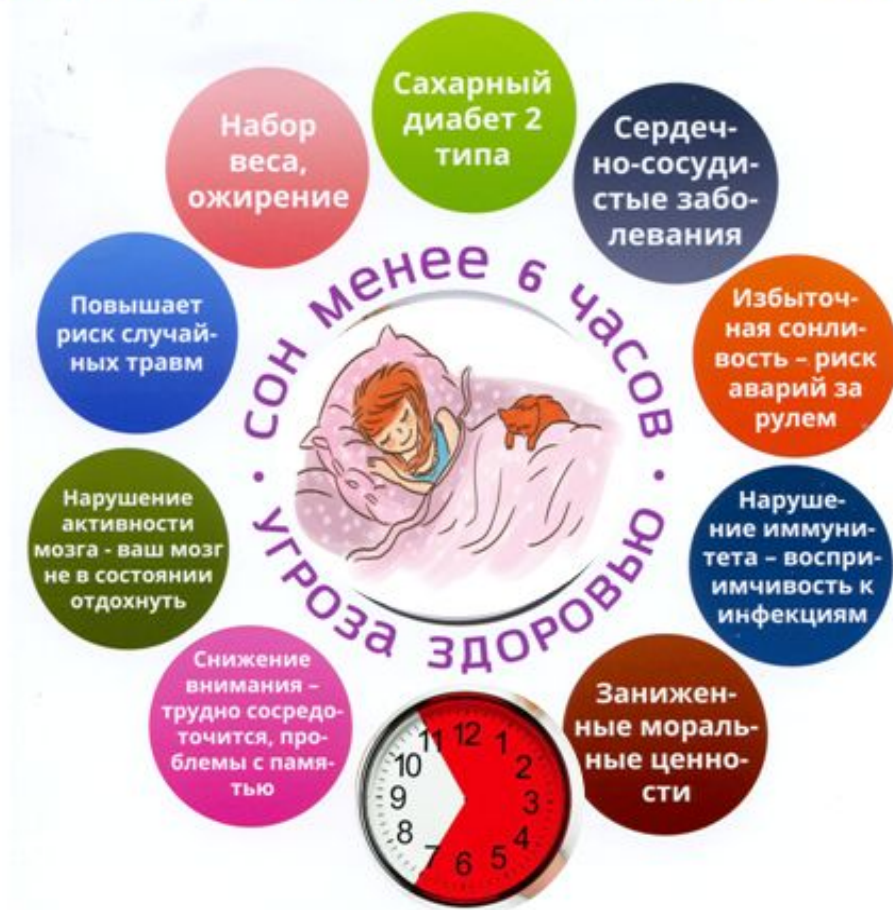 СОН МЕНЕЕ 6 ЧАСОВ
• УГРОЗА ЗДОРОВЬЮ •
Сахарный
диабет 2
типа
Сердеч-
но-сосуди-
стые забо-
левания
Избыточ-
ная сонли-
вость – риск
аварий за
рулем
Наруше-
ние иммуни-
тета – воспри-
имчивость к
инфекциям
Занижен-
ные мораль-
ные ценно-
сти
Снижение
внимания –
трудно сосредо-
точится, про-
блемы с памя-
тью
Нарушение
активности
мозга - ваш мозг
не в состоянии
отдохнуть
Повышает
риск случай-
ных травм
Набор
веса,
ожирение
12
1
2
3
4
5
6
7
8
9
10
11